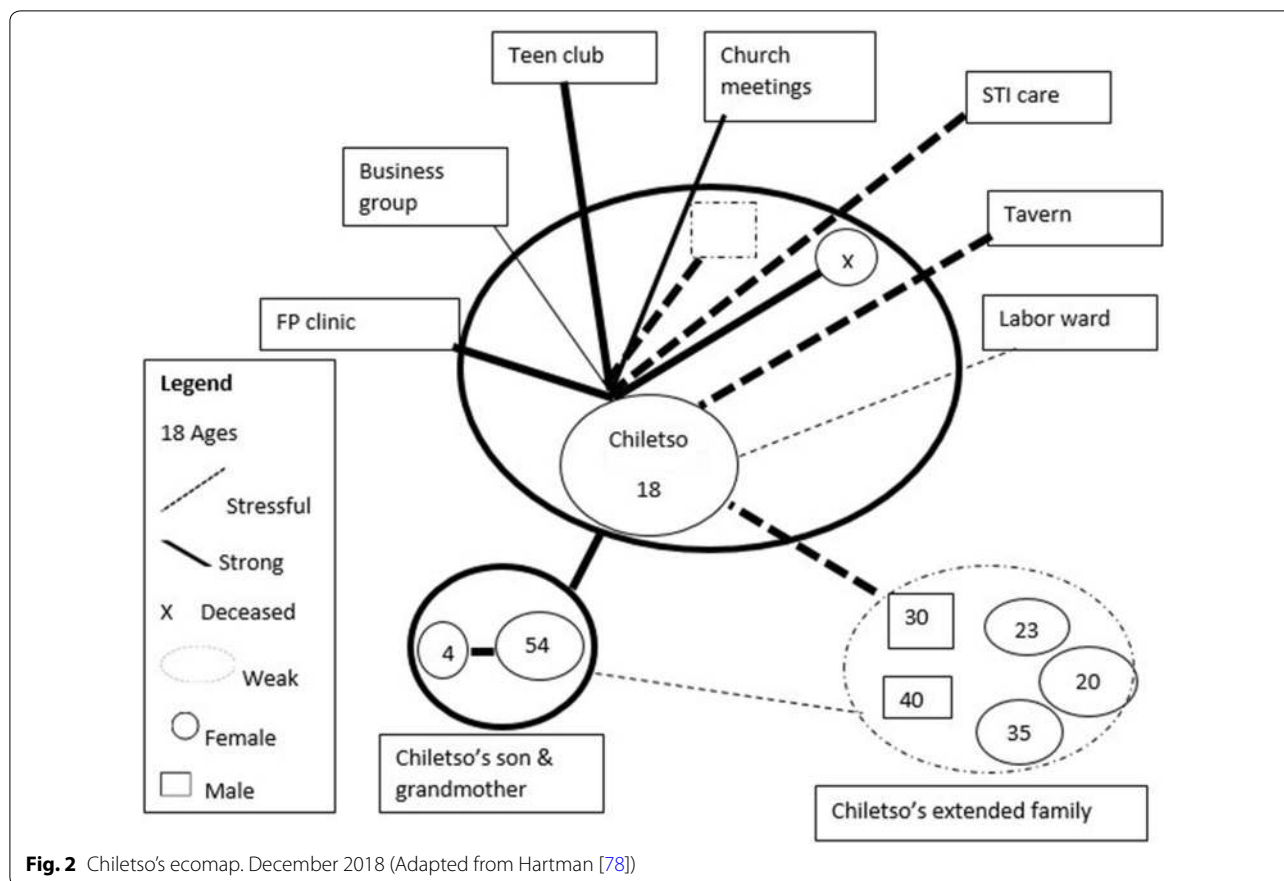 Teen club
Church
meetings
STI care
Business
group
Tavern
X
FP clinic
Labor ward
Legend
18 Ages
Stressful
Strong
X Deceased
Weak
Female
Male
Chiletso
18
4
54
30
23
20
40
35
Chiletso's son &
grandmother
Chiletso's extended family
Fig. 2 Chiletso's ecomap. December 2018 (Adapted from Hartman [78])